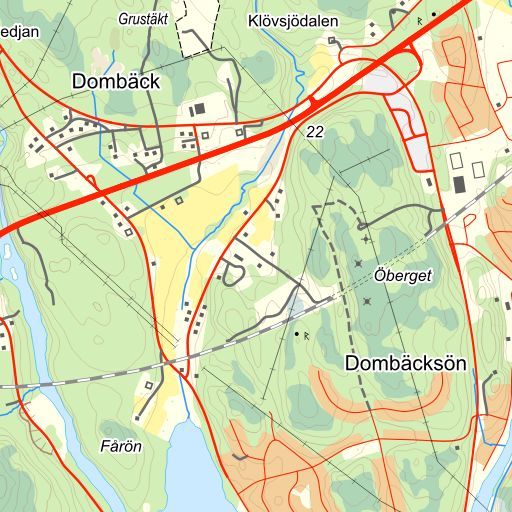 Grustäkt
Klövsjödalen
edjan
R
Dombäck
22
Öberget
R
Dombäcksön
Fårön